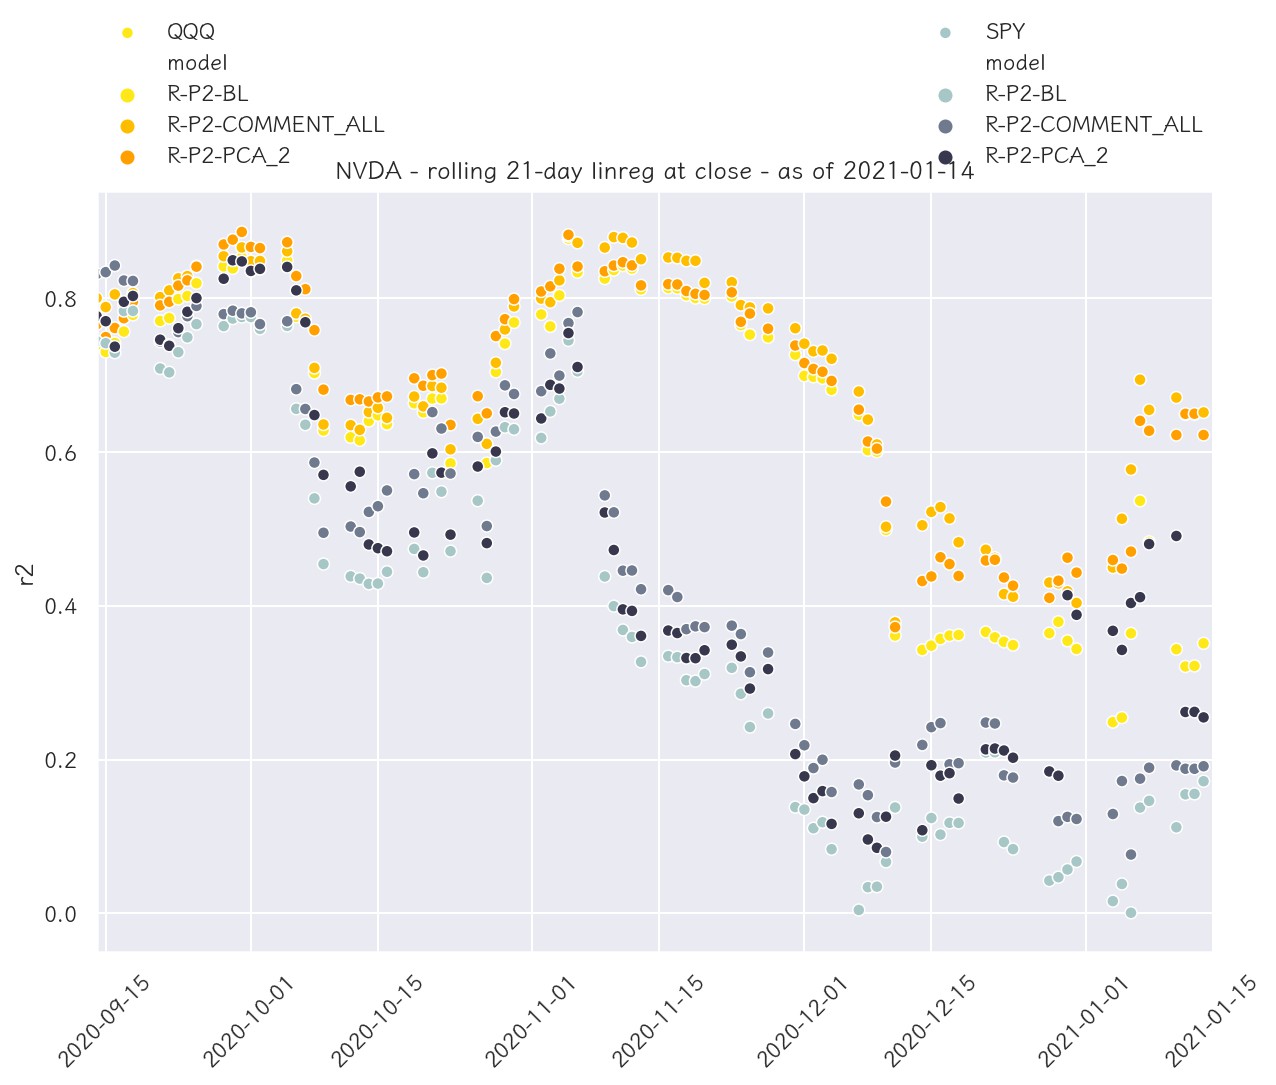 QQQ
model
R-P2-BL
R-P2-COMMENT_ALL
R-P2-PCA_2
SPY
model
R-P2-BL
R-P2-COMMENT_ALL
R-P2-PCA_2
NVDA - rolling 21-day linreg at close - as of 2021-01-14
r2
0.8
0.6
0.4
0.2
0.0
2020-09-15
2020-10-01
2020-10-15
2020-11-01
2020-11-15
2020-12-01
2020-12-15
2021-01-01
2021-01-15